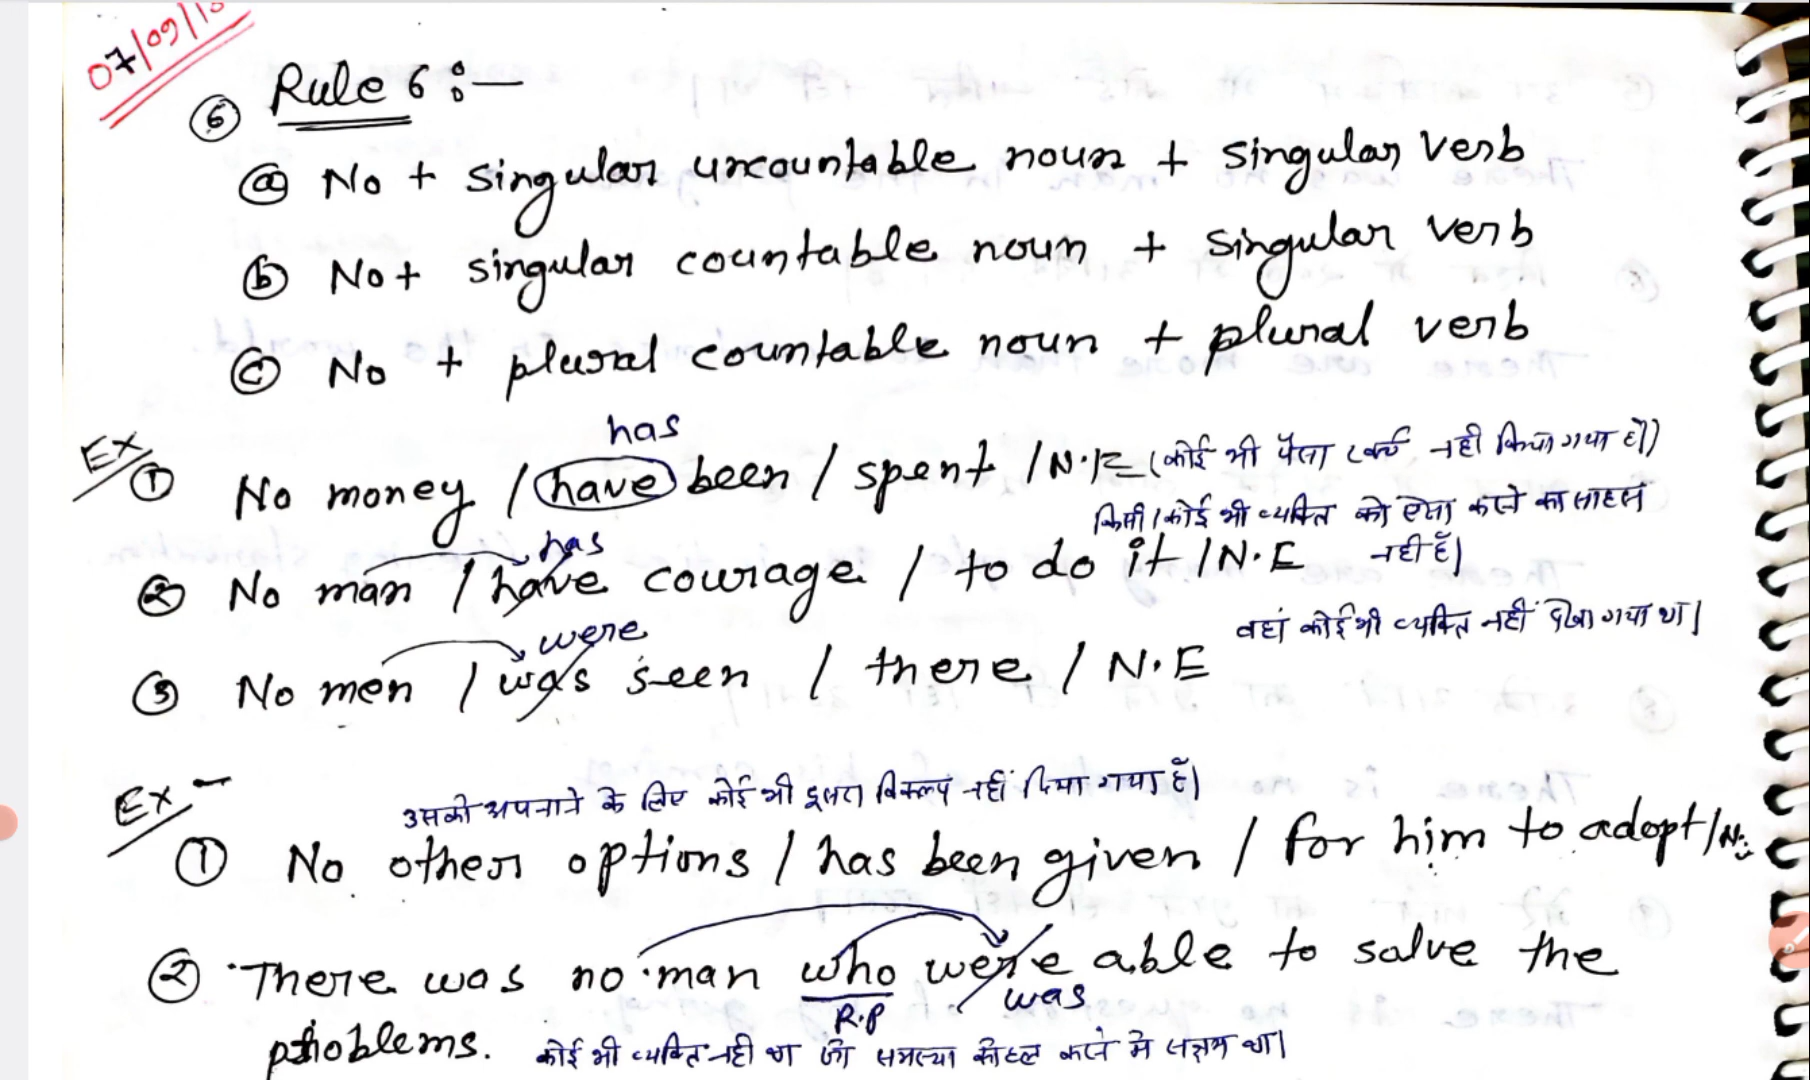 07/09/18
⑥ Rule 6:-
ⓐ No + singular uncountable noun + singular verb
ⓑ No + singular countable noun + singular verb
ⓒ No + plural countable noun + plural verb
has
Ex ① No money / have been / spent / N.E (कोई भी पैसा खर्च नही किया गया है।)
किसी / कोई भी व्यक्ति को ऐसा करने का साहस
नहीं है।
has
② No man / have courage / to do it / N.E
were
वहां कोई भी व्यक्ति नहीं देखा गया था।
③ No men / was seen / there / N.E
Ex -
उसको अपनाने के लिए कोई भी दूसरा विकल्प नहीं दिया गया है।
① No other options / has been given / for him to adopt / N.
② There was no man who were able to solve the
R.P was
problems. कोई भी व्यक्ति नही था जो समस्या को हल करने मे सक्षम था।